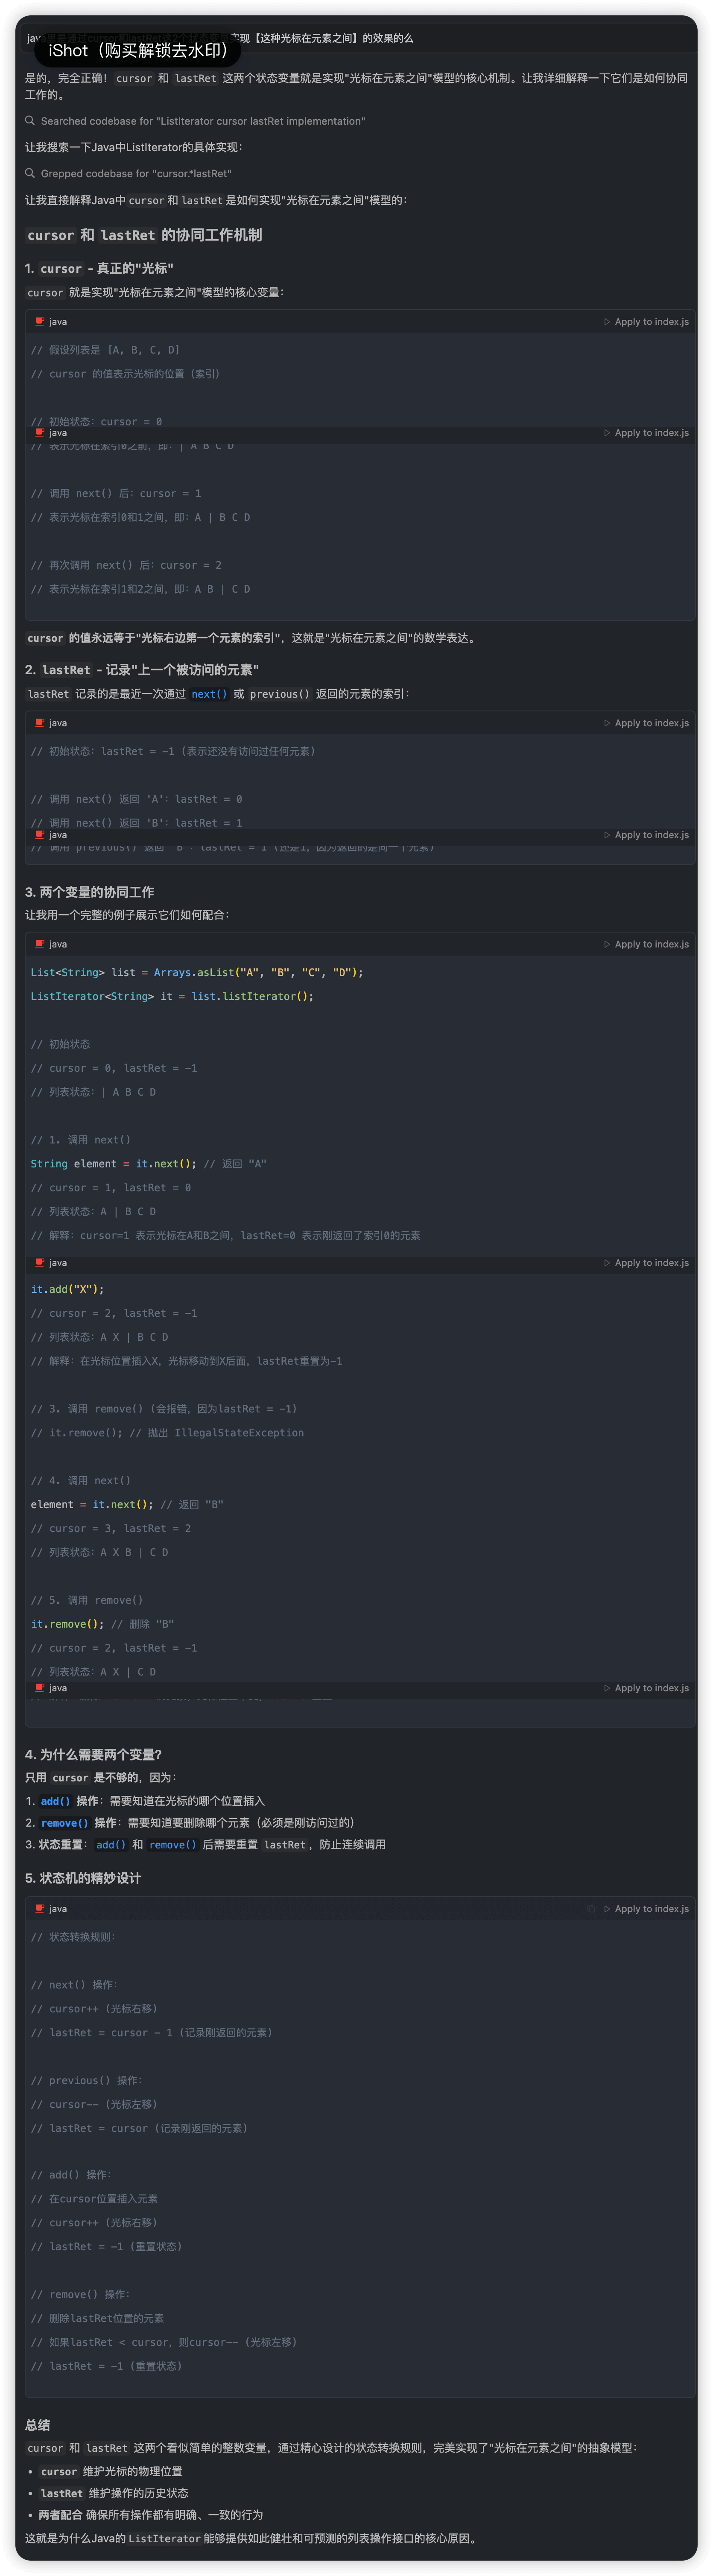 java
实现【这种光标在元素之间】的效果的么
iShot（购买解锁去水印）
是的，完全正确！cursor 和 lastRet 这两个状态变量就是实现"光标在元素之间"模型的核心机制。让我详细解释一下它们是如何协同
工作的。
Searched codebase for "ListIterator cursor lastRet implementation"
让我搜索一下Java中ListIterator的具体实现：
Grepped codebase for "cursor.*lastRet"
让我直接解释Java中 cursor 和 lastRet 是如何实现"光标在元素之间"模型的：
cursor 和 lastRet 的协同工作机制
1. cursor - 真正的"光标"
cursor 就是实现"光标在元素之间"模型的核心变量：
java Apply to index.js
// 假设列表是 [A, B, C, D]
// cursor 的值表示光标的位置（索引）
// 初始状态：cursor = 0
java Apply to index.js
// 表示光标在索引0之前，即：| A B C D
// 调用 next() 后：cursor = 1
// 表示光标在索引0和1之间，即：A | B C D
// 再次调用 next() 后：cursor = 2
// 表示光标在索引1和2之间，即：A B | C D
cursor 的值永远等于"光标右边第一个元素的索引"，这就是"光标在元素之间"的数学表达。
2. lastRet - 记录"上一个被访问的元素"
lastRet 记录的是最近一次通过 next() 或 previous() 返回的元素的索引：
java Apply to index.js
// 初始状态：lastRet = -1 (表示还没有访问过任何元素)
// 调用 next() 返回 'A'：lastRet = 0
// 调用 next() 返回 'B'：lastRet = 1
java Apply to index.js
// 调用 previous() 返回 'B'：lastRet = 1 (还是1，因为返回的是同一个元素)
3. 两个变量的协同工作
让我用一个完整的例子展示它们如何配合：
java Apply to index.js
List<String> list = Arrays.asList("A", "B", "C", "D");
ListIterator<String> it = list.listIterator();
// 初始状态
// cursor = 0, lastRet = -1
// 列表状态：| A B C D
// 1. 调用 next()
String element = it.next(); // 返回 "A"
// cursor = 1, lastRet = 0
// 列表状态：A | B C D
// 解释：cursor=1 表示光标在A和B之间，lastRet=0 表示刚返回了索引0的元素
java Apply to index.js
it.add("X");
// cursor = 2, lastRet = -1
// 列表状态：A X | B C D
// 解释：在光标位置插入X，光标移动到X后面，lastRet重置为-1
// 3. 调用 remove() (会报错，因为lastRet = -1)
// it.remove(); // 抛出 IllegalStateException
// 4. 调用 next()
element = it.next(); // 返回 "B"
// cursor = 3, lastRet = 2
// 列表状态：A X B | C D
// 5. 调用 remove()
it.remove(); // 删除 "B"
// cursor = 2, lastRet = -1
// 列表状态：A X | C D
java Apply to index.js
4. 为什么需要两个变量？
只用 cursor 是不够的，因为：
1. add() 操作：需要知道在光标的哪个位置插入
2. remove() 操作：需要知道要删除哪个元素（必须是刚访问过的）
3. 状态重置：add() 和 remove() 后需要重置 lastRet，防止连续调用
5. 状态机的精妙设计
java Apply to index.js
// 状态转换规则：
// next() 操作：
// cursor++ (光标右移)
// lastRet = cursor - 1 (记录刚返回的元素)
// previous() 操作：
// cursor-- (光标左移)
// lastRet = cursor (记录刚返回的元素)
// add() 操作：
// 在cursor位置插入元素
// cursor++ (光标右移)
// lastRet = -1 (重置状态)
// remove() 操作：
// 删除lastRet位置的元素
// 如果lastRet < cursor，则cursor-- (光标左移)
// lastRet = -1 (重置状态)
总结
cursor 和 lastRet 这两个看似简单的整数变量，通过精心设计的状态转换规则，完美实现了"光标在元素之间"的抽象模型：
• cursor 维护光标的物理位置
• lastRet 维护操作的历史状态
• 两者配合 确保所有操作都有明确、一致的行为
这就是为什么Java的 ListIterator 能够提供如此健壮和可预测的列表操作接口的核心原因。